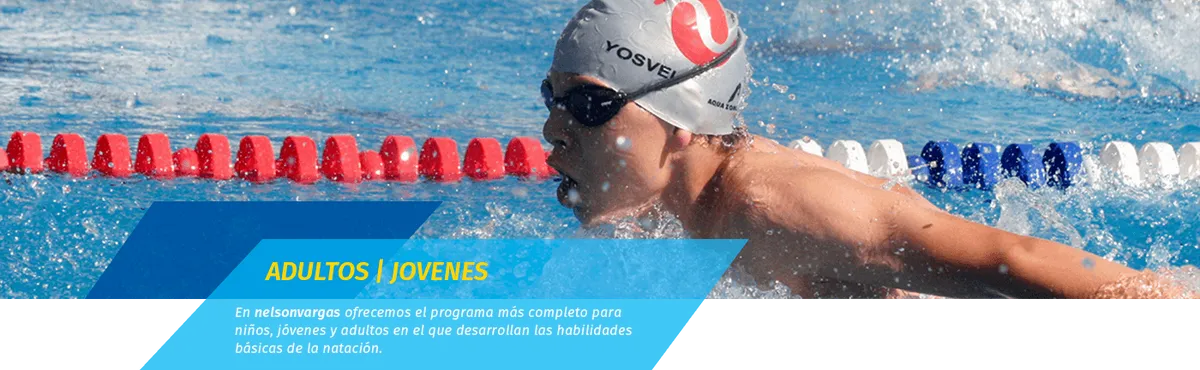 YOSVEL
ADULTOS | JOVENES
En nelsonvargas ofrecemos el programa más completo para
niños, jóvenes y adultos en el que desarrollan las habilidades
básicas de la natación.